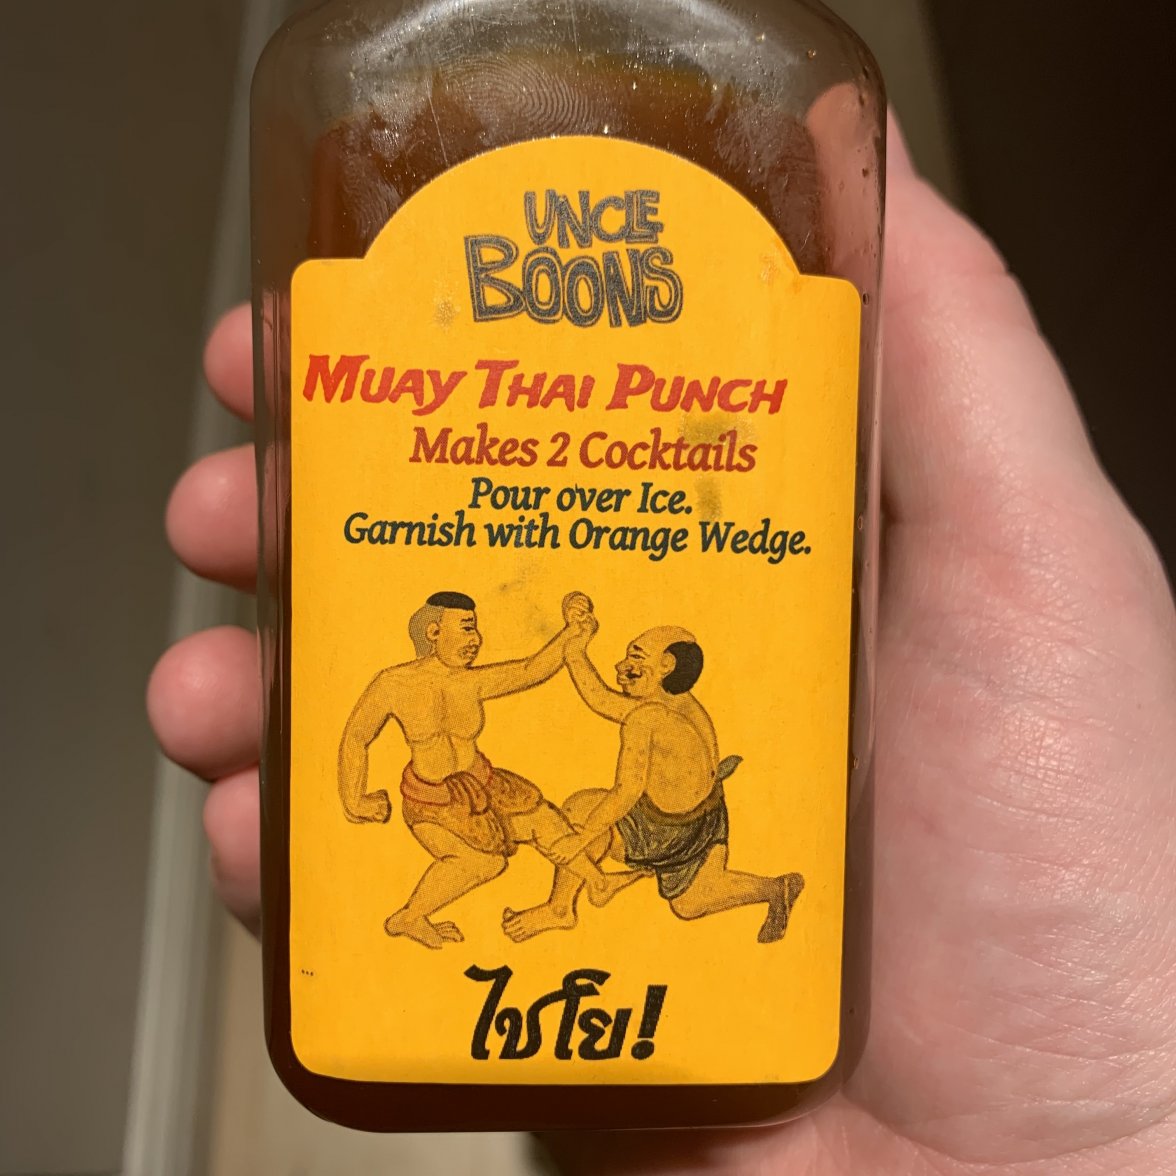 UNCLE
BOONS
MUAY THAI PUNCH
Makes 2 Cocktails
Pour over Ice.
Garnish with Orange Wedge.
ไชโย!